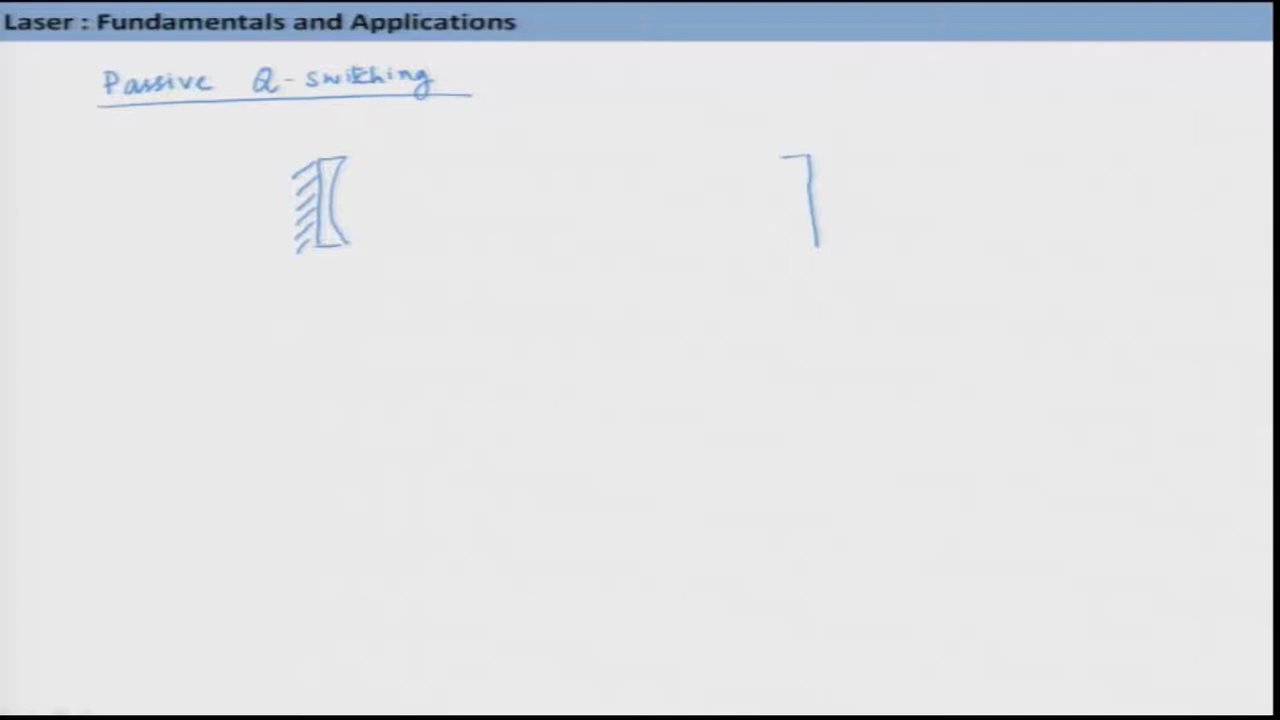 Laser : Fundamentals and Applications
Passive Q-switching